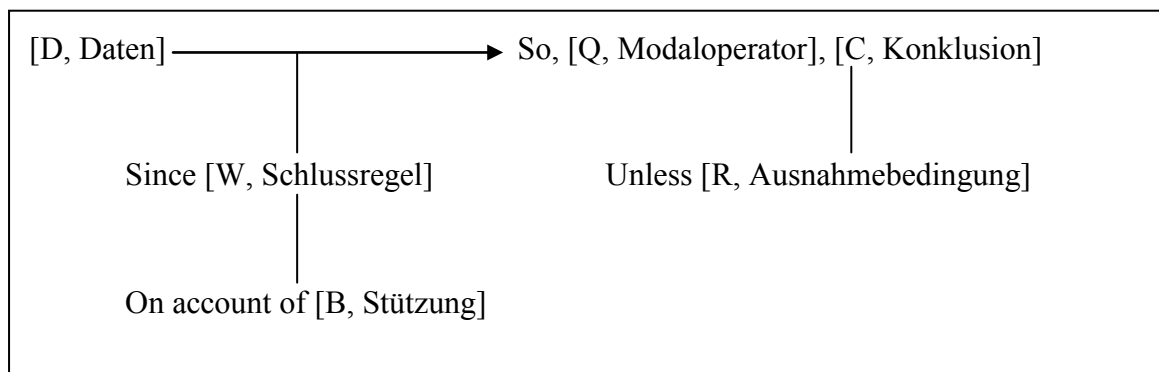 [D, Daten] So, [Q, Modaloperator], [C, Konklusion]
Since [W, Schlussregel] Unless [R, Ausnahmebedingung]
On account of [B, Stützung]